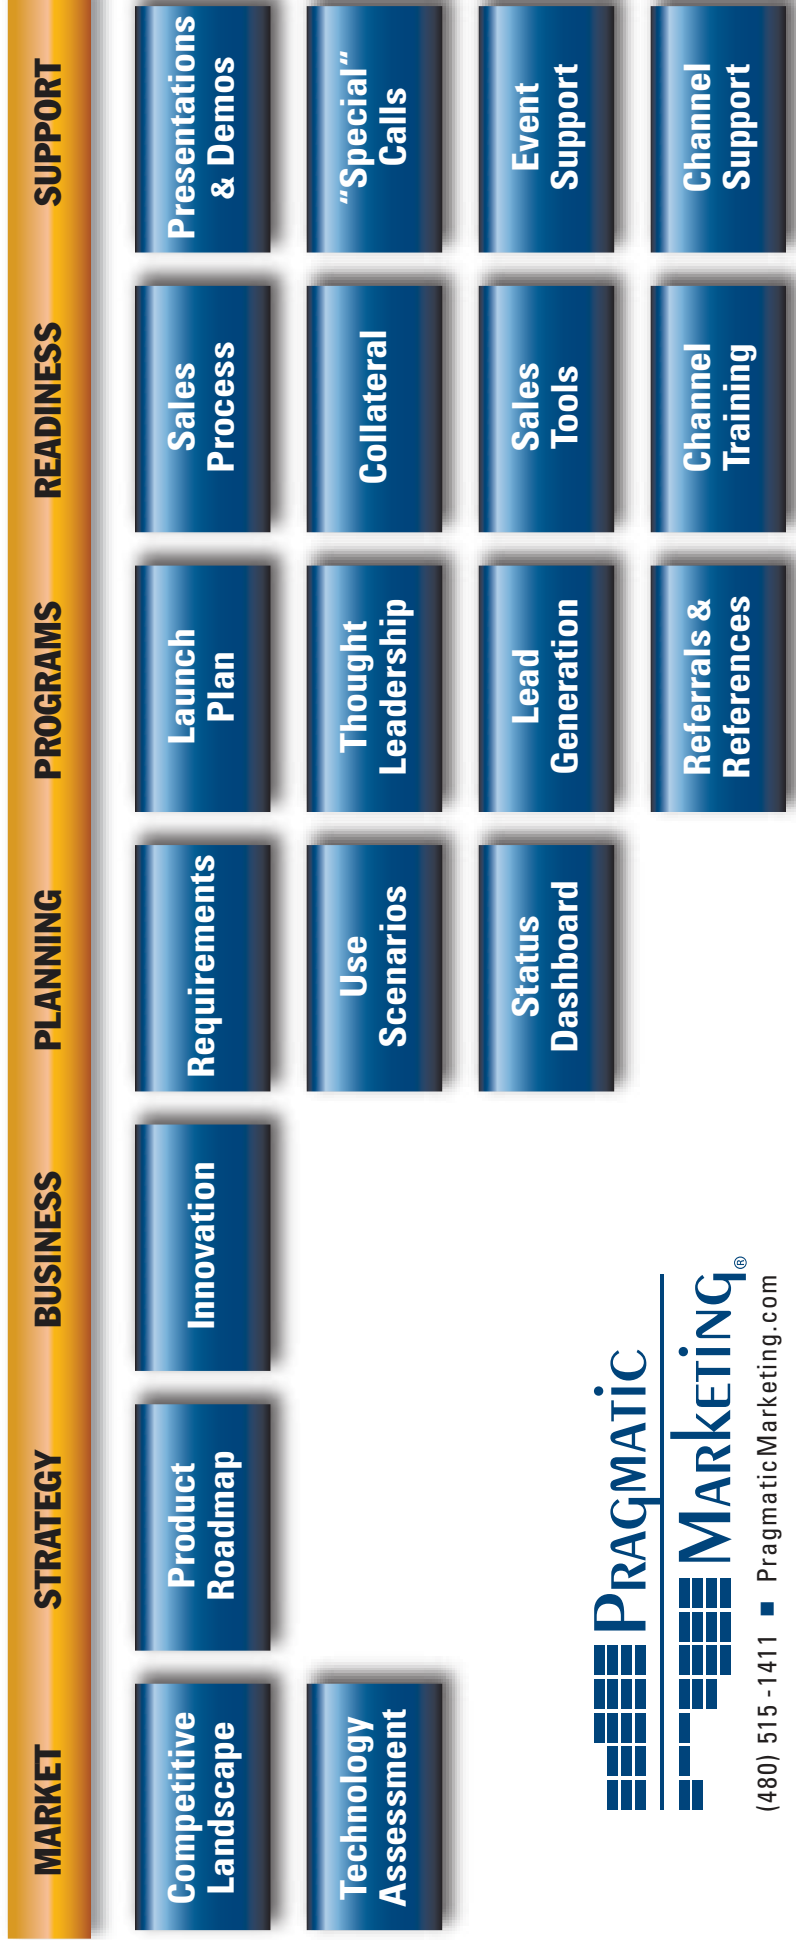 MARKET STRATEGY BUSINESS PLANNING PROGRAMS READINESS SUPPORT
Competitive
Landscape
Product
Roadmap
Innovation
Requirements
Launch
Plan
Sales
Process
Presentations
& Demos
Technology
Assessment
Use
Scenarios
Thought
Leadership
Collateral
"Special"
Calls
Status
Dashboard
Lead
Generation
Sales
Tools
Event
Support
Referrals &
References
Channel
Training
Channel
Support
PRAGMATIC
MARKETING®
(480) 515-1411 ■ PragmaticMarketing.com